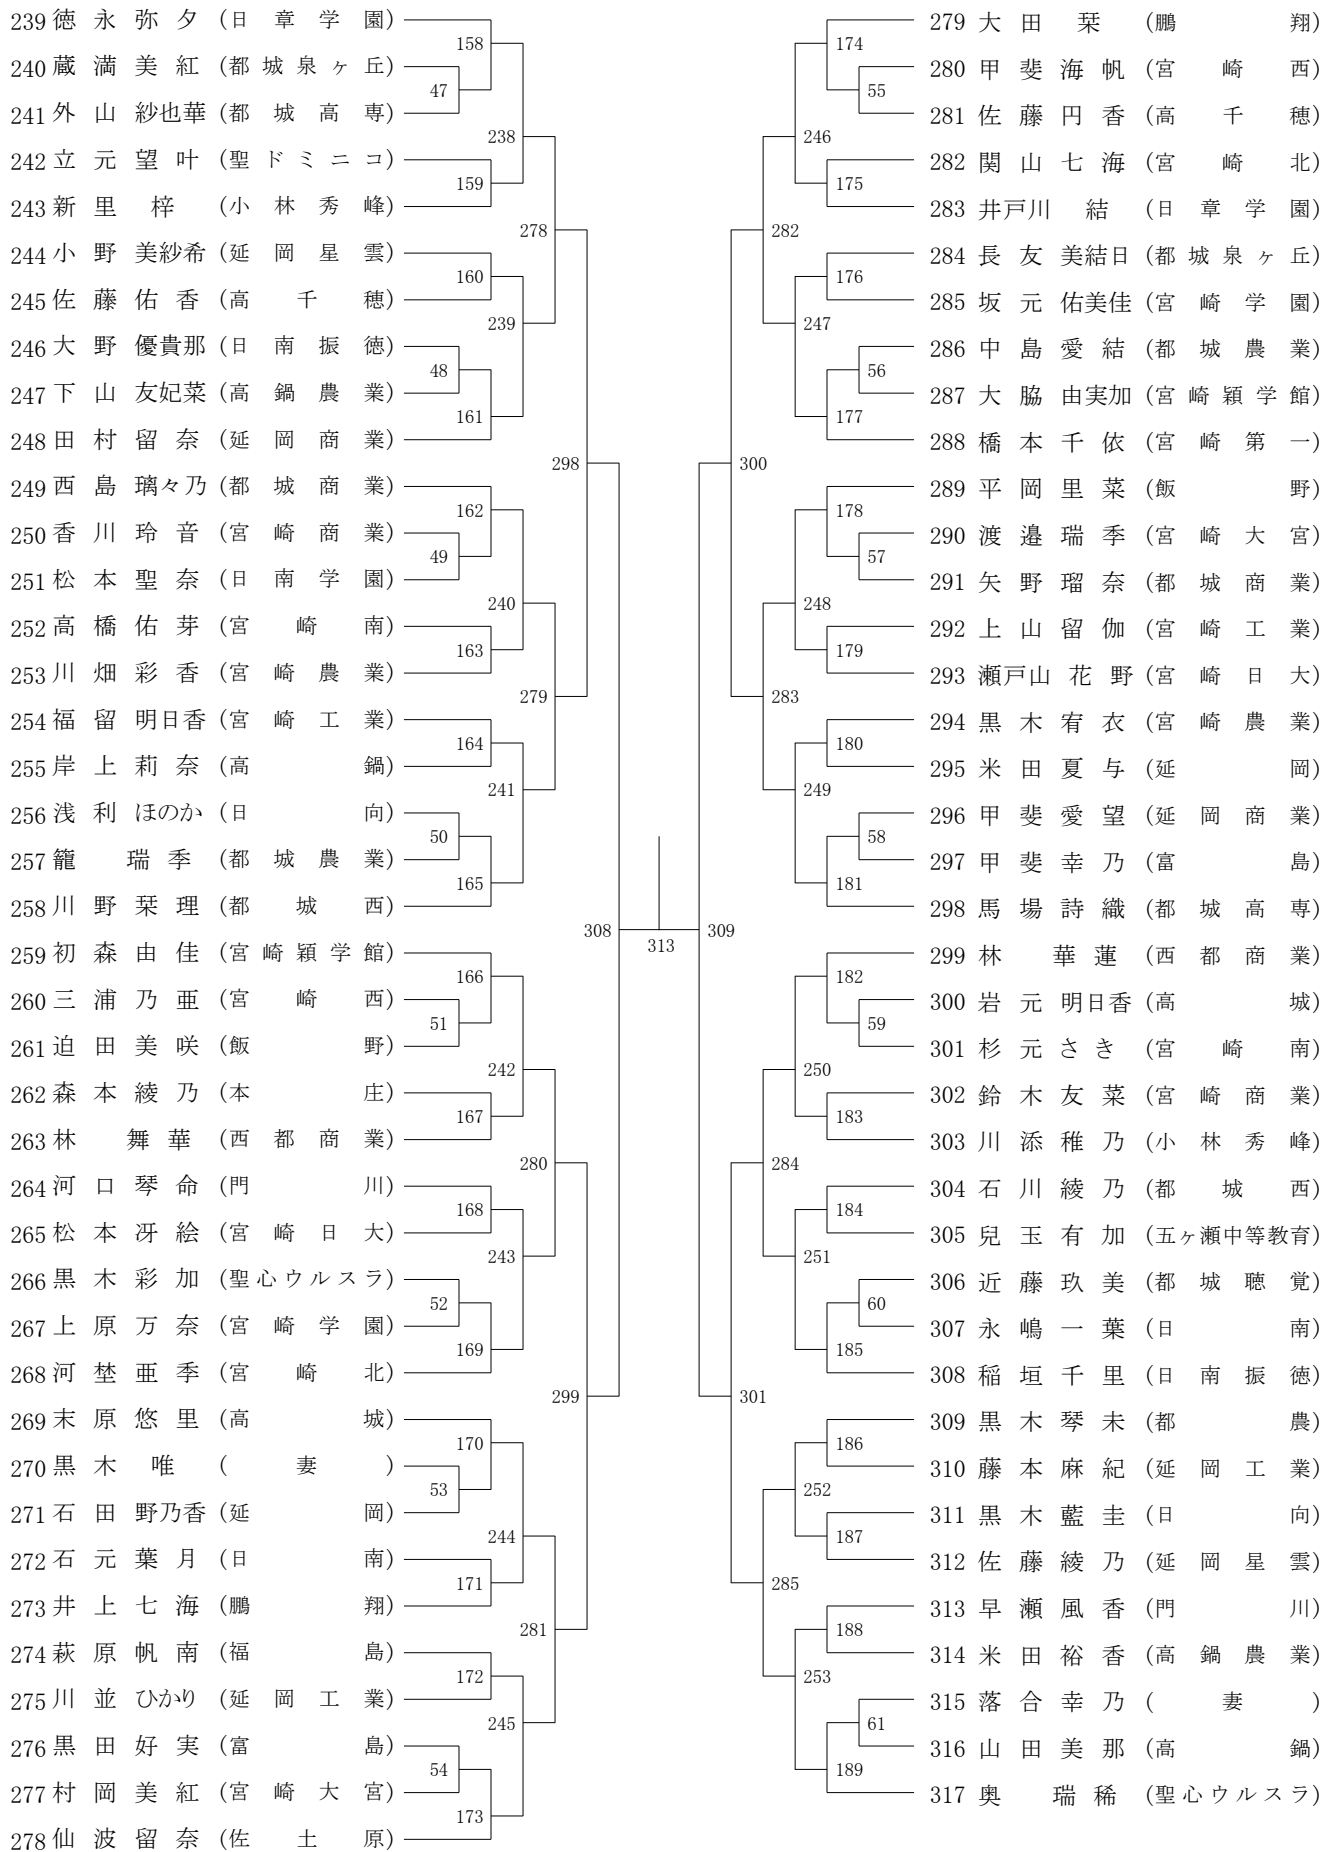 239 徳永弥夕 (日章学園)
240 蔵満美紅 (都城泉ヶ丘)
241 外山紗也華 (都城高専)
242 立元望叶 (聖ドミニコ)
243 新里梓 (小林秀峰)
244 小野美紗希 (延岡星雲)
245 佐藤佑香 (高千穂)
246 大野優貴那 (日南振徳)
247 下山友妃菜 (高鍋農業)
248 田村留奈 (延岡商業)
249 西島璃々乃 (都城商業)
250 香川玲音 (宮崎商業)
251 松本聖奈 (日南学園)
252 高橋佑芽 (宮崎南)
253 川畑彩香 (宮崎農業)
254 福留明日香 (宮崎工業)
255 岸上莉奈 (高鍋)
256 浅利ほのか (日向)
257 籠瑞季 (都城農業)
258 川野栞理 (都城西)
259 初森由佳 (宮崎穎学館)
260 三浦乃亜 (宮崎西)
261 迫田美咲 (飯野)
262 森本綾乃 (本庄)
263 林舞華 (西都商業)
264 河口琴命 (門川)
265 松本冴絵 (宮崎日大)
266 黒木彩加 (聖心ウルスラ)
267 上原万奈 (宮崎学園)
268 河埜亜季 (宮崎北)
269 末原悠里 (高城)
270 黒木唯 (妻)
271 石田野乃香 (延岡)
272 石元葉月 (日南)
273 井上七海 (鵬翔)
274 萩原帆南 (福島)
275 川並ひかり (延岡工業)
276 黒田好実 (富島)
277 村岡美紅 (宮崎大宮)
278 仙波留奈 (佐土原)
158
47
238
159
278
160
239
48
161
298
162
49
240
163
279
164
241
50
165
308
166
51
242
167
280
168
243
52
169
299
170
53
244
171
281
172
245
54
173
313
174
55
246
175
282
176
247
56
177
300
178
57
248
179
283
180
249
58
181
309
182
59
250
183
284
184
251
60
185
301
186
252
187
285
188
253
61
189
279 大田栞 (鵬翔)
280 甲斐海帆 (宮崎西)
281 佐藤円香 (高千穂)
282 関山七海 (宮崎北)
283 井戸川結 (日章学園)
284 長友美結日 (都城泉ヶ丘)
285 坂元佑美佳 (宮崎学園)
286 中島愛結 (都城農業)
287 大脇由実加 (宮崎穎学館)
288 橋本千依 (宮崎第一)
289 平岡里菜 (飯野)
290 渡邉瑞季 (宮崎大宮)
291 矢野瑠奈 (都城商業)
292 上山留伽 (宮崎工業)
293 瀬戸山花野 (宮崎日大)
294 黒木宥衣 (宮崎農業)
295 米田夏与 (延岡)
296 甲斐愛望 (延岡商業)
297 甲斐幸乃 (富島)
298 馬場詩織 (都城高専)
299 林華蓮 (西都商業)
300 岩元明日香 (高城)
301 杉元さき (宮崎南)
302 鈴木友菜 (宮崎商業)
303 川添稚乃 (小林秀峰)
304 石川綾乃 (都城西)
305 兒玉有加 (五ヶ瀬中等教育)
306 近藤玖美 (都城聴覚)
307 永嶋一葉 (日南)
308 稲垣千里 (日南振徳)
309 黒木琴未 (都農)
310 藤本麻紀 (延岡工業)
311 黒木藍圭 (日向)
312 佐藤綾乃 (延岡星雲)
313 早瀬風香 (門川)
314 米田裕香 (高鍋農業)
315 落合幸乃 (妻)
316 山田美那 (高鍋)
317 奥瑞稀 (聖心ウルスラ)